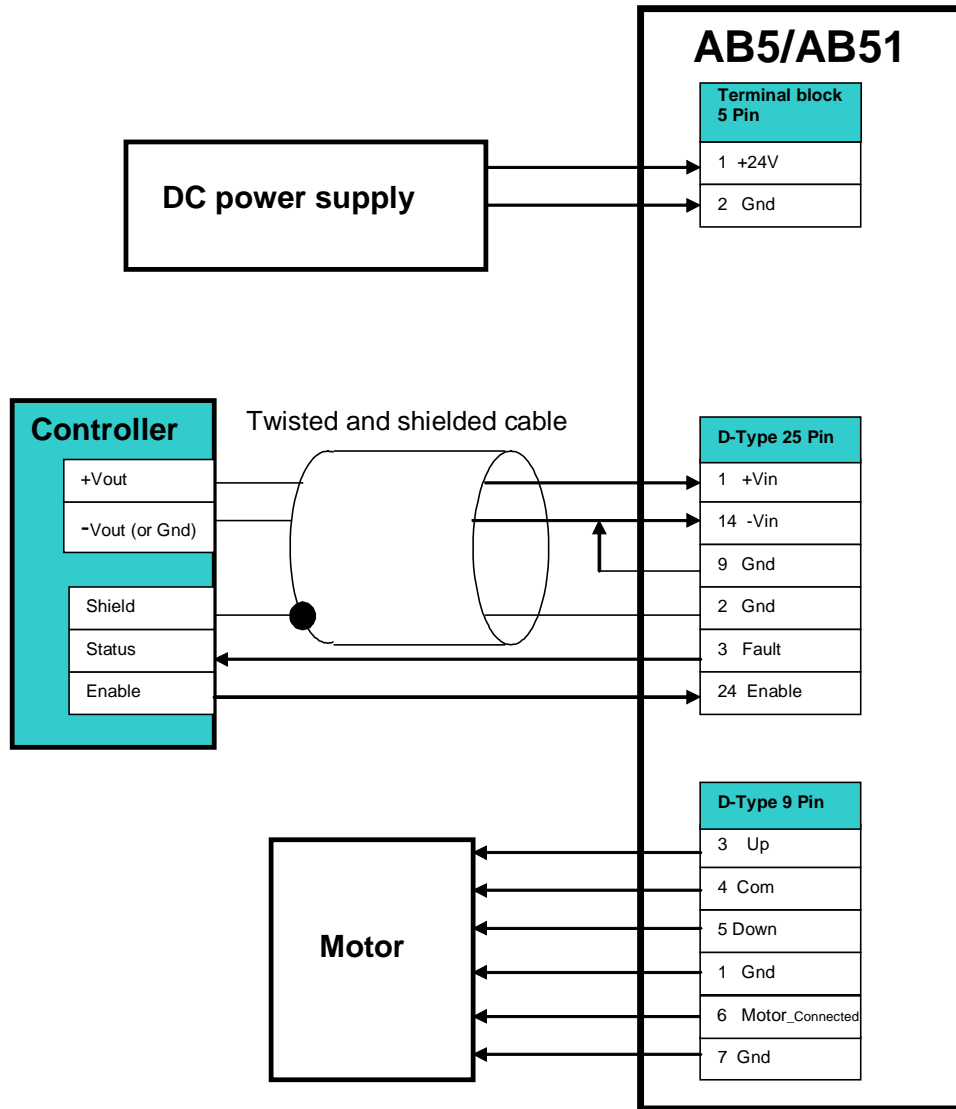 AB5/AB51
Terminal block
5 Pin
1 +24V
2 Gnd
DC power supply
Controller
Twisted and shielded cable
+Vout
-Vout (or Gnd)
Shield
Status
Enable
D-Type 25 Pin
1 +Vin
14 -Vin
9 Gnd
2 Gnd
3 Fault
24 Enable
Motor
D-Type 9 Pin
3 Up
4 Com
5 Down
1 Gnd
6 Motor_Connected
7 Gnd